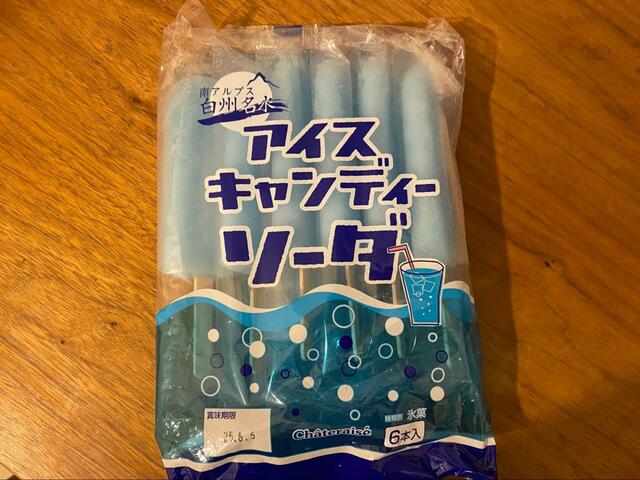 南アルプス
白州名水
アイス
キャンディー
ソーダ
賞味期限
25.6.5
種類別 氷菓
Châteraisé
6本入